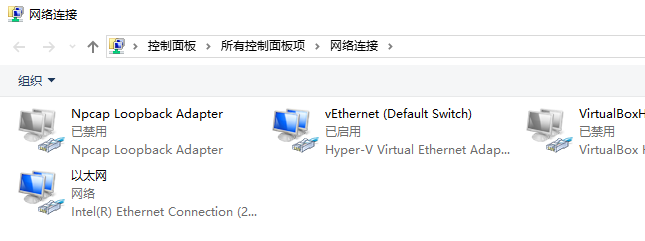 网络连接
控制面板 > 所有控制面板项 > 网络连接 >
组织
Npcap Loopback Adapter
已禁用
Npcap Loopback Adapter
vEthernet (Default Switch)
已启用
Hyper-V Virtual Ethernet Adap...
VirtualBoxH
已禁用
VirtualBox H
以太网
网络
Intel(R) Ethernet Connection (2...